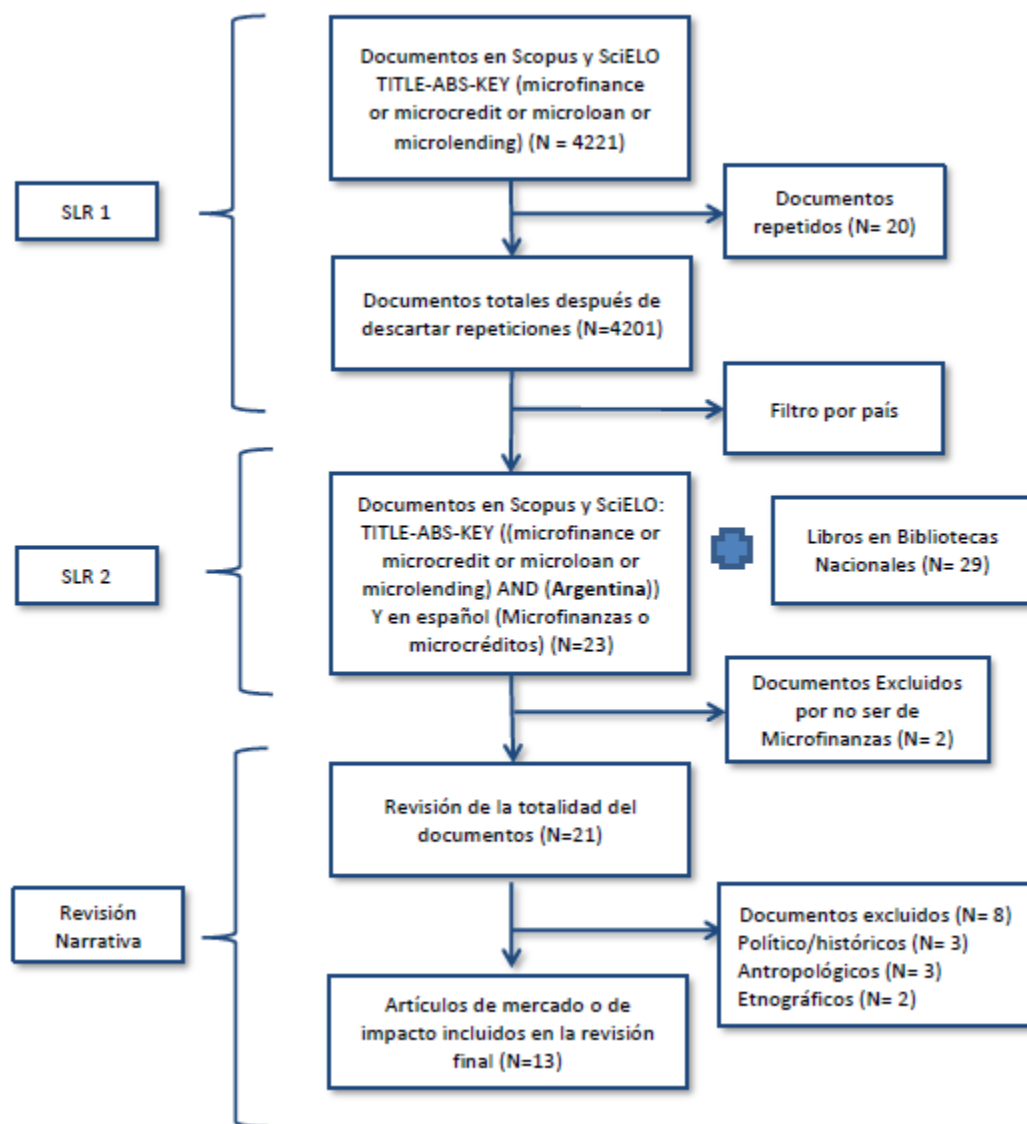 Documentos en Scopus y SciELO
TITLE-ABS-KEY (microfinance
or microcredit or microloan or
microlending) (N = 4221)
SLR 1
Documentos
repetidos (N= 20)
Documentos totales después de
descartar repeticiones (N=4201)
Filtro por país
Documentos en Scopus y SciELO:
TITLE-ABS-KEY ((microfinance or
microcredit or microloan or
microlending) AND (Argentina))
Y en español (Microfinanzas o
microcréditos) (N=23)
Libros en Bibliotecas
Nacionales (N= 29)
SLR 2
Documentos Excluidos
por no ser de
Microfinanzas (N= 2)
Revisión de la totalidad del
documentos (N=21)
Revisión
Narrativa
Documentos excluidos (N= 8)
Político/históricos (N= 3)
Antropológicos (N= 3)
Etnográficos (N= 2)
Artículos de mercado o de
impacto incluidos en la revisión
final (N=13)